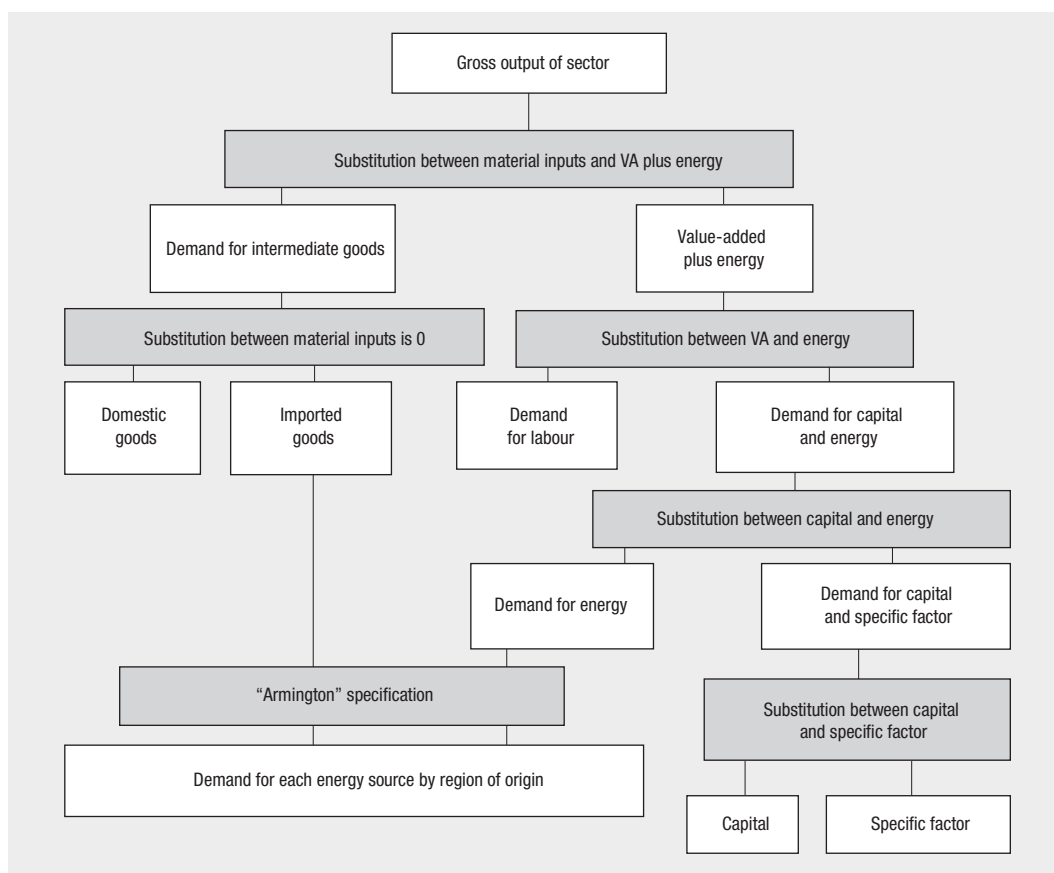 Gross output of sector
Substitution between material inputs and VA plus energy
Demand for intermediate goods
Value-added
plus energy
Substitution between material inputs is 0
Substitution between VA and energy
Domestic
goods
Imported
goods
Demand
for labour
Demand for capital
and energy
Substitution between capital and energy
Demand for energy
Demand for capital
and specific factor
“Armington” specification
Substitution between capital
and specific factor
Demand for each energy source by region of origin
Capital
Specific factor